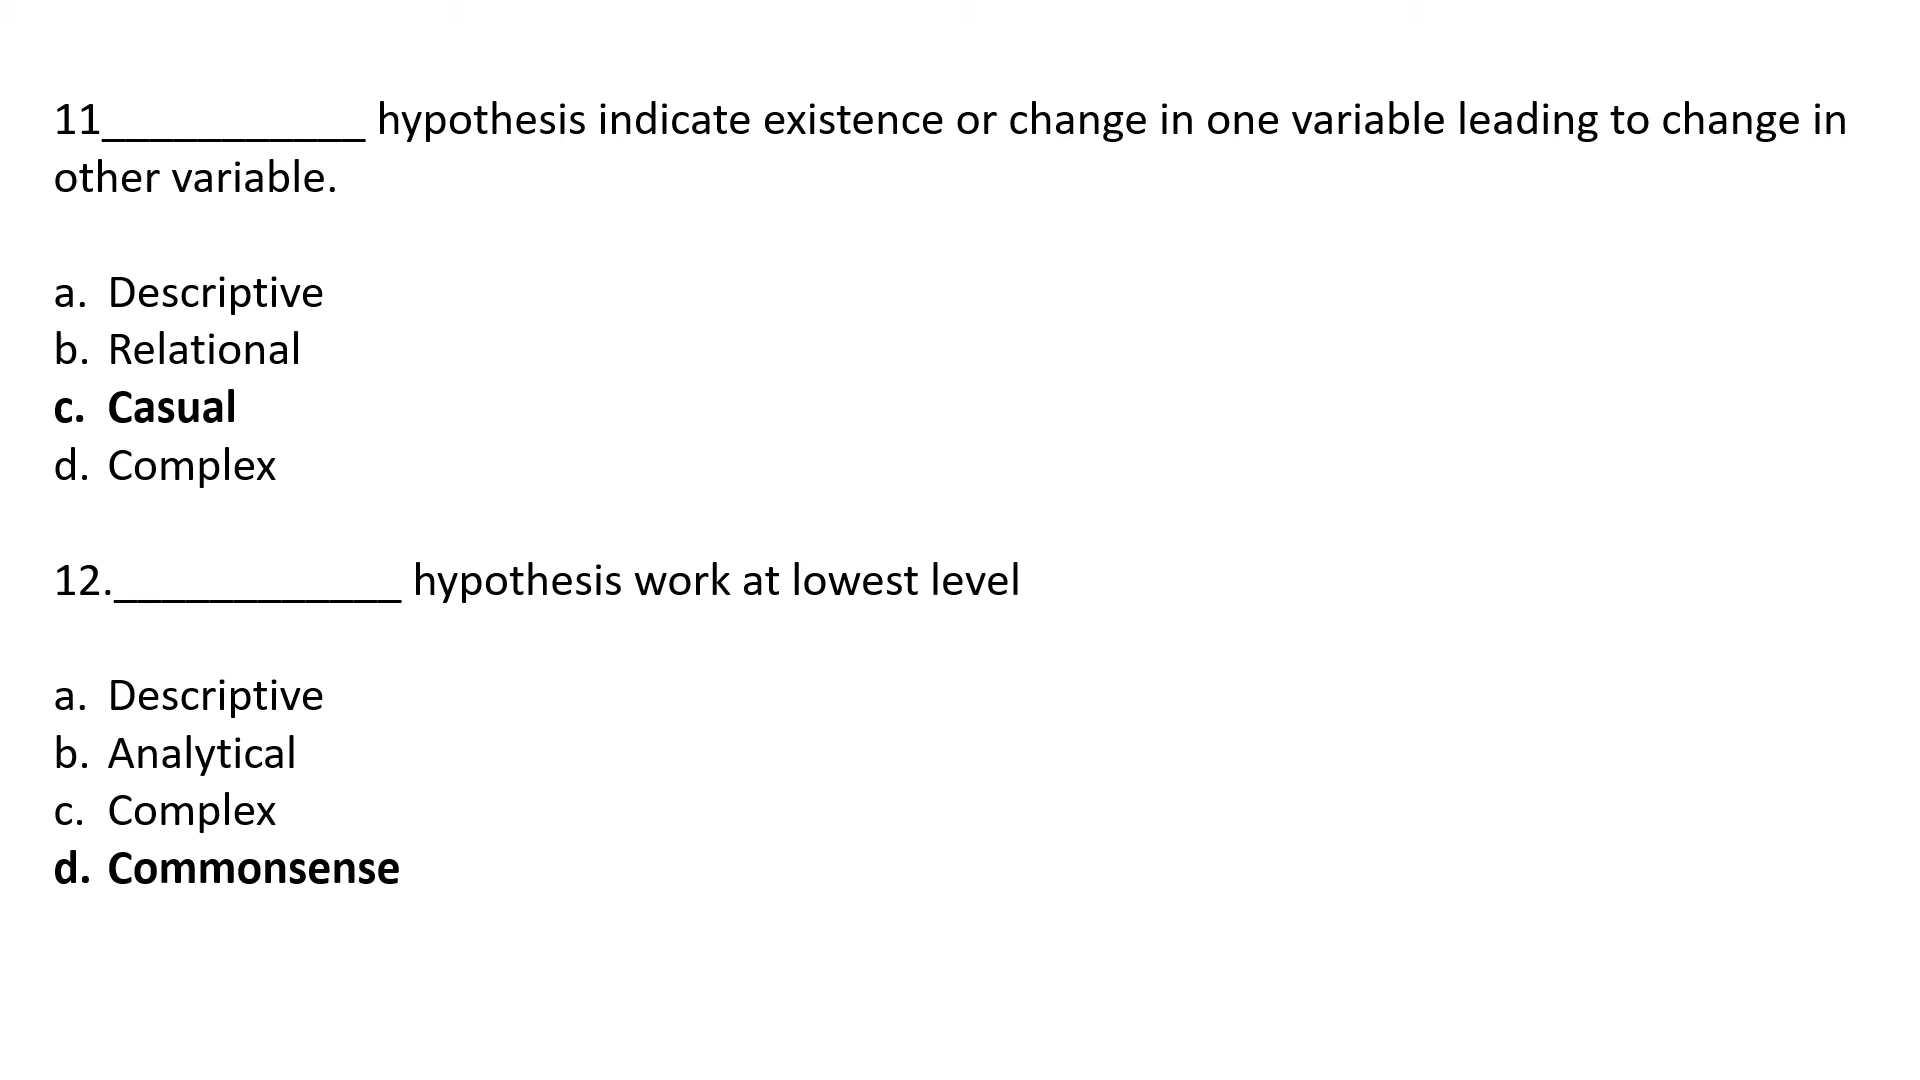 11___________ hypothesis indicate existence or change in one variable leading to change in
other variable.
a. Descriptive
b. Relational
c. Casual
d. Complex
12.____________ hypothesis work at lowest level
a. Descriptive
b. Analytical
c. Complex
d. Commonsense